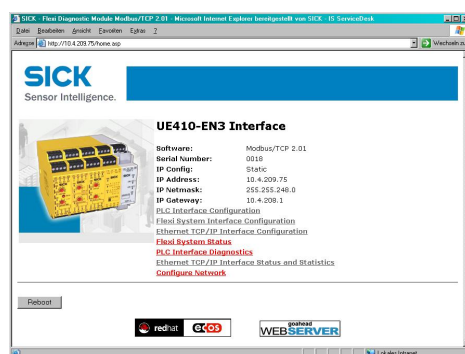 SICK - Flexi Diagnostic Module Modbus/TCP 2.01 - Microsoft Internet Explorer bereitgestellt von SICK - IS ServiceDesk
Datei Bearbeiten Ansicht Favoriten Extras ?
Adresse http://10.4.209.75/home.asp Wechseln zu
SICK
Sensor Intelligence.
UE410-EN3 Interface
Software: Modbus/TCP 2.01
Serial Number: 0018
IP Config: Static
IP Address: 10.4.209.75
IP Netmask: 255.255.248.0
IP Gateway: 10.4.208.1
PLC Interface Configuration
Flexi System Interface Configuration
Ethernet TCP/IP Interface Configuration
Flexi System Status
PLC Interface Diagnostics
Ethernet TCP/IP Interface Status and Statistics
Configure Network
Reboot
redhat eCos
goahead
WEBSERVER
Lokales Intranet